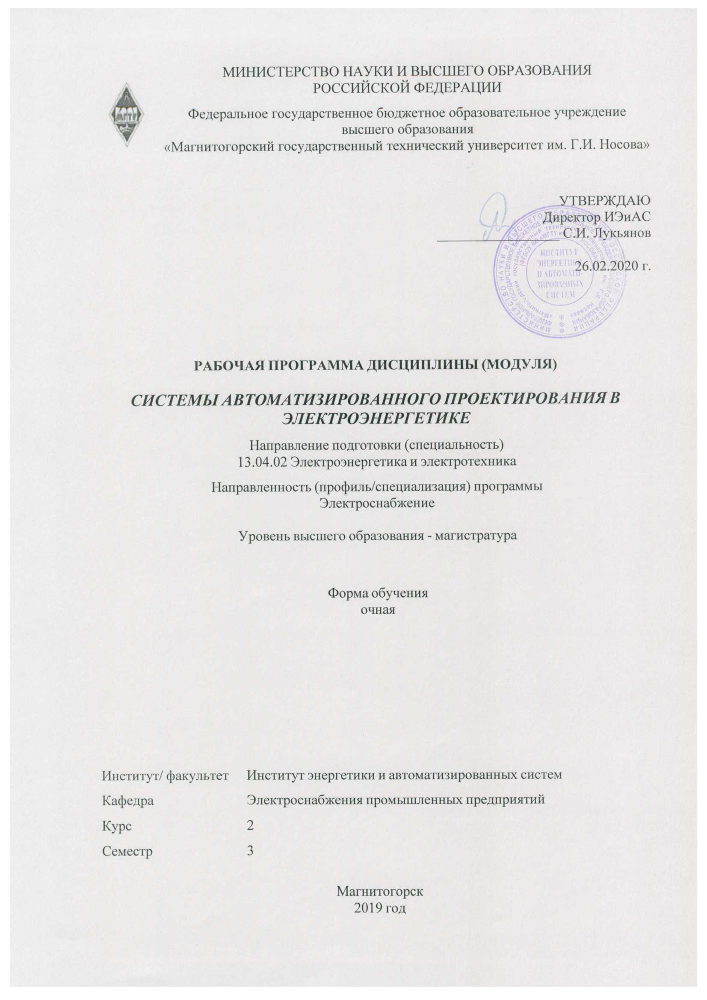 МИНИСТЕРСТВО НАУКИ И ВЫСШЕГО ОБРАЗОВАНИЯ
РОССИЙСКОЙ ФЕДЕРАЦИИ
МГТУ
Федеральное государственное бюджетное образовательное учреждение
высшего образования
«Магнитогорский государственный технический университет им. Г.И. Носова»
УТВЕРЖДАЮ
Директор ИЭиАС
С.И. Лукьянов
26.02.2020 г.
ИНСТИТУТ
ЭНЕРГЕТИКИ
И АВТОМАТИ-
ЗИРОВАННЫХ
СИСТЕМ
РАБОЧАЯ ПРОГРАММА ДИСЦИПЛИНЫ (МОДУЛЯ)
СИСТЕМЫ АВТОМАТИЗИРОВАННОГО ПРОЕКТИРОВАНИЯ В
ЭЛЕКТРОЭНЕРГЕТИКЕ
Направление подготовки (специальность)
13.04.02 Электроэнергетика и электротехника
Направленность (профиль/специализация) программы
Электроснабжение
Уровень высшего образования - магистратура
Форма обучения
очная
Институт/ факультет Институт энергетики и автоматизированных систем
Кафедра Электроснабжения промышленных предприятий
Курс 2
Семестр 3
Магнитогорск
2019 год